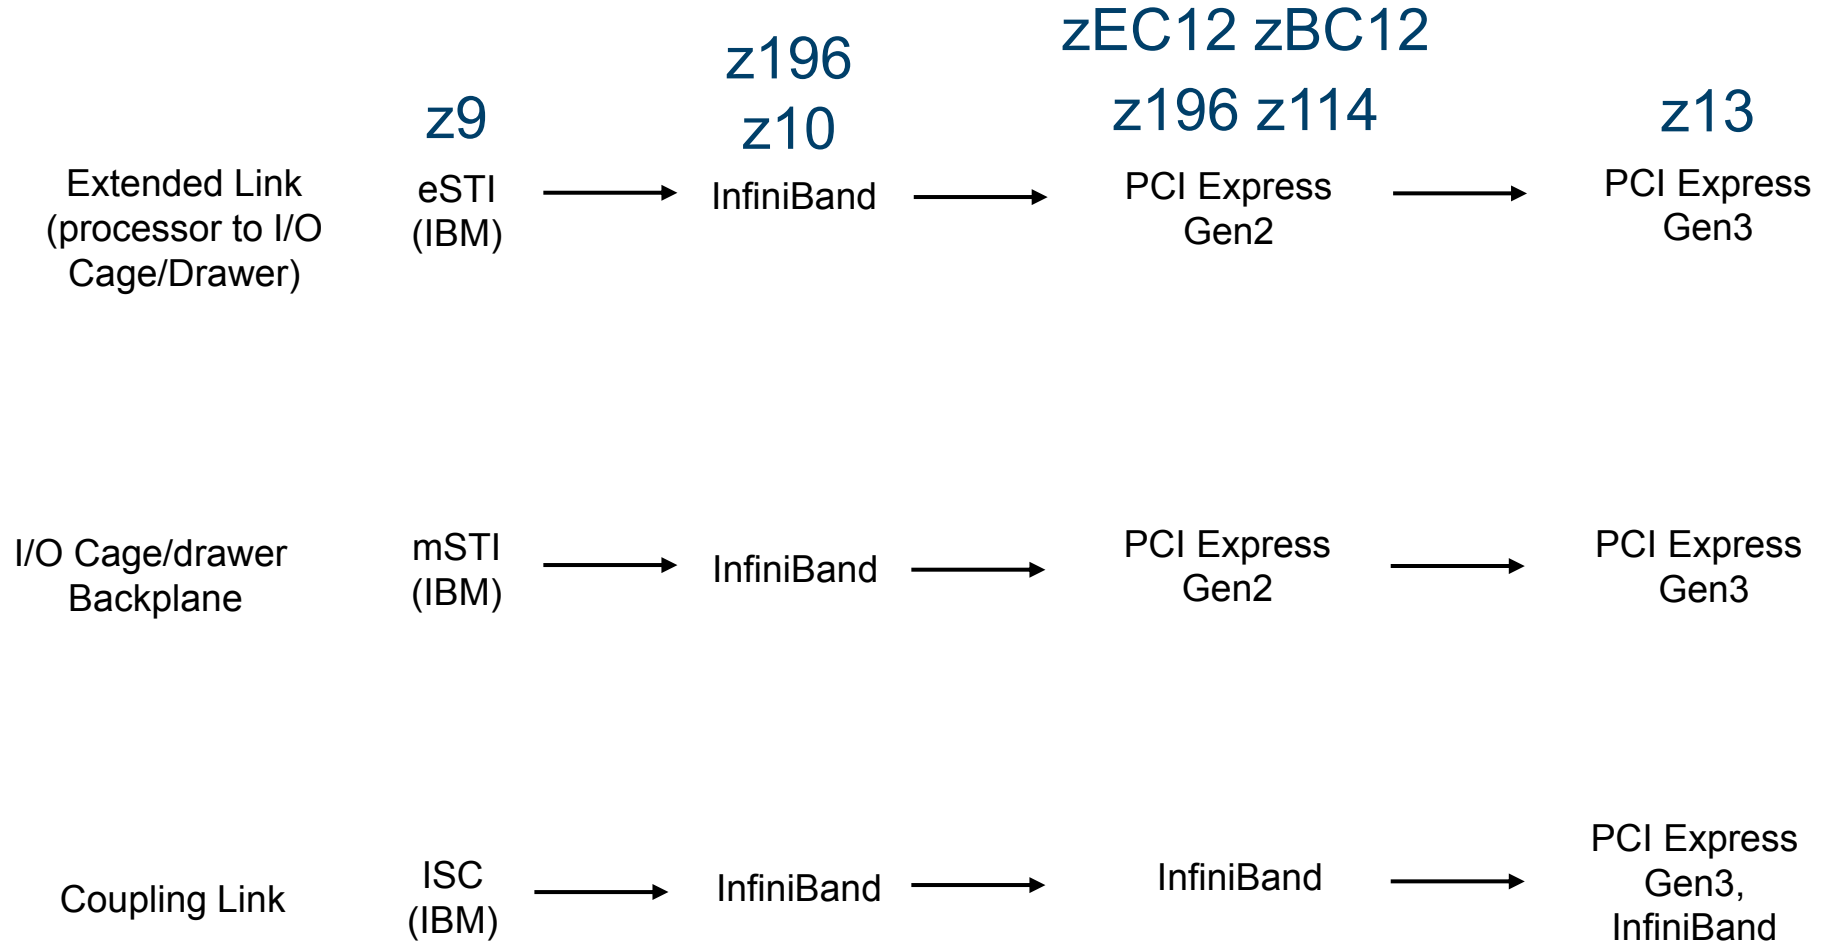 zEC12 zBC12
z196
z9
z10
z196 z114
z13
Extended Link
(processor to I/O
Cage/Drawer)
eSTI
(IBM)
InfiniBand
PCI Express
Gen2
PCI Express
Gen3
I/O Cage/drawer
Backplane
mSTI
(IBM)
InfiniBand
PCI Express
Gen2
PCI Express
Gen3
Coupling Link
ISC
(IBM)
InfiniBand
InfiniBand
PCI Express
Gen3,
InfiniBand